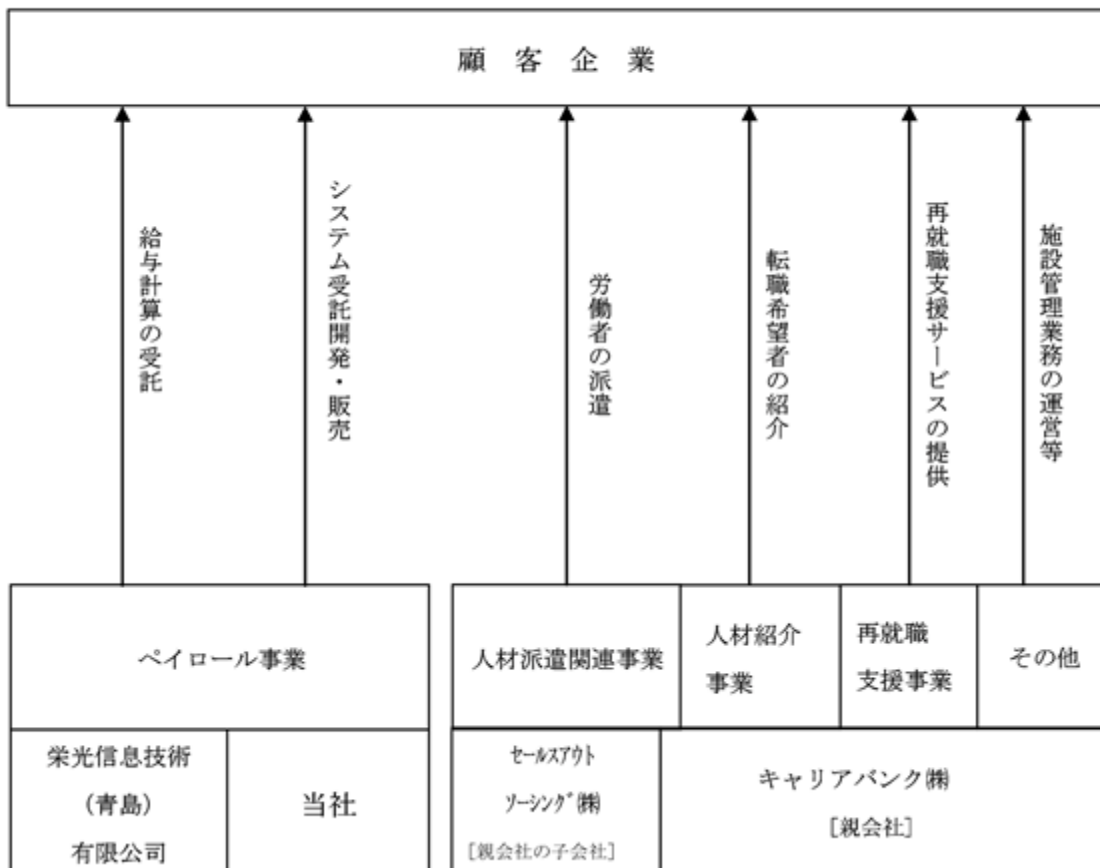 顧客企業
給与計算の受託
システム受託開発・販売
労働者の派遣
転職希望者の紹介
再就職支援サービスの提供
施設管理業務の運営等
ペイロール事業
人材派遣関連事業
人材紹介
事業
再就職
支援事業
その他
栄光信息技術
(青島)
有限公司
当社
セールスアウト
ソーシング㈱
[親会社の子会社]
キャリアバンク㈱
[親会社]